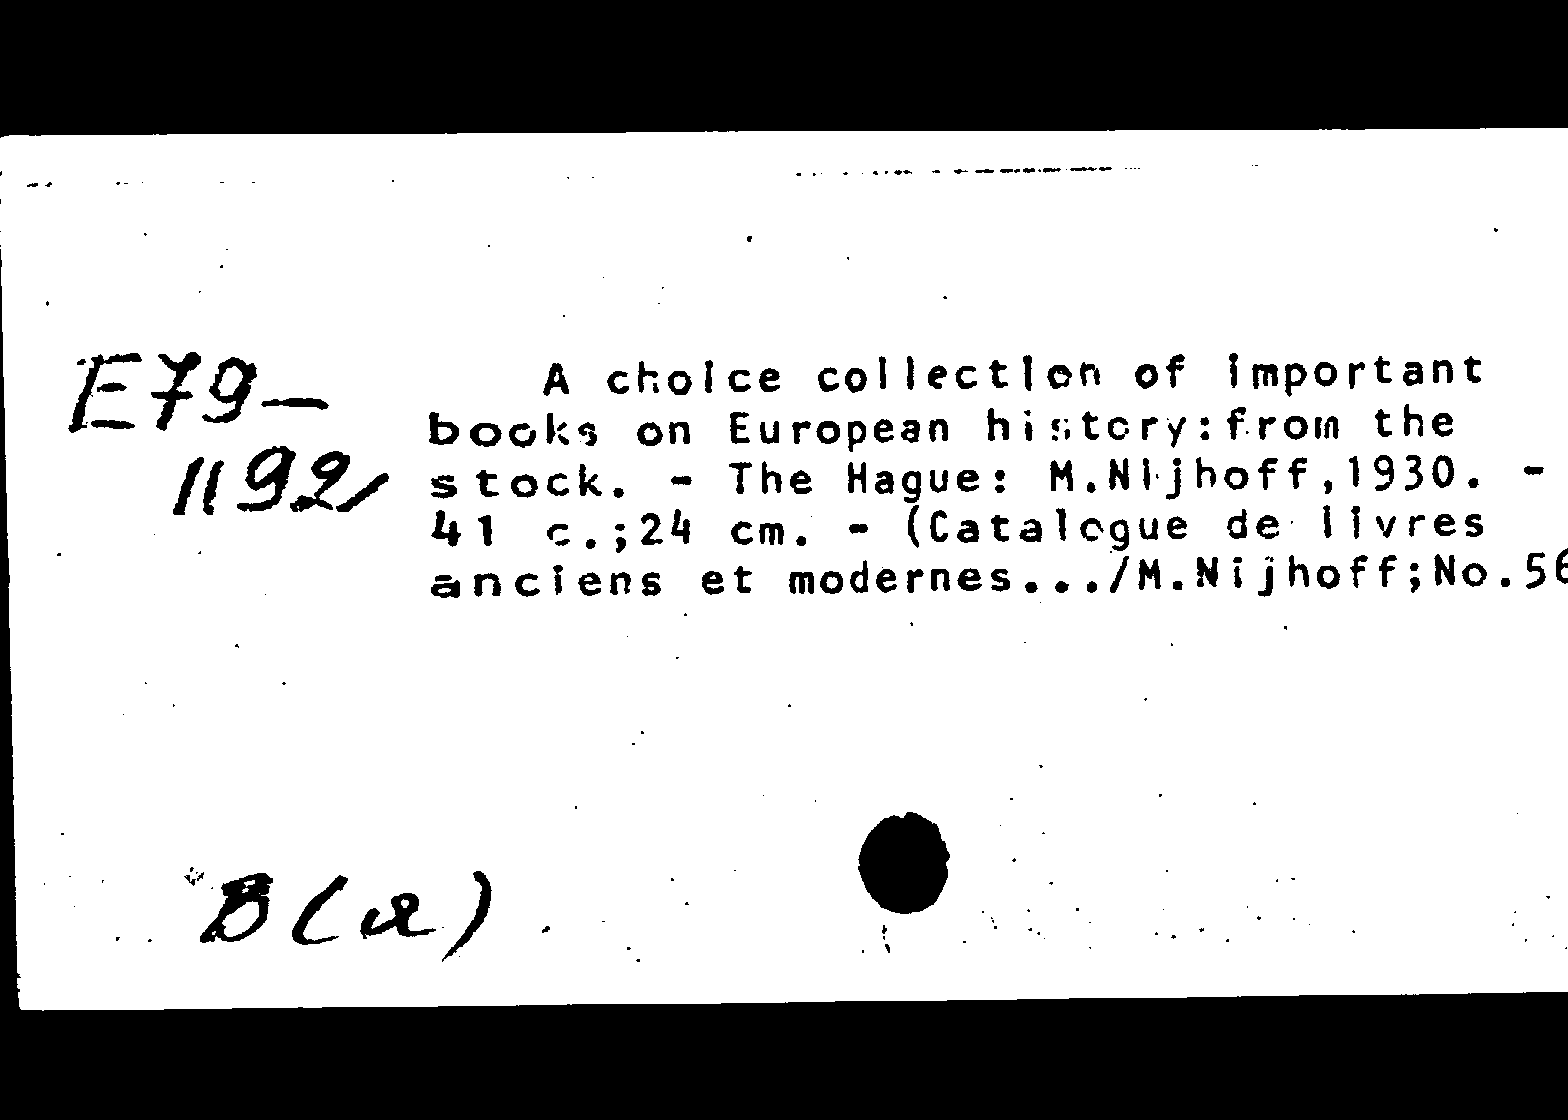 E79-
1192
A choice collection of important
books on European history:from the
stock. - The Hague: M.Nijhoff,1930. -
41 c.;24 cm. - (Catalogue de livres
anciens et modernes.../M.Nijhoff;No.56
В(я)